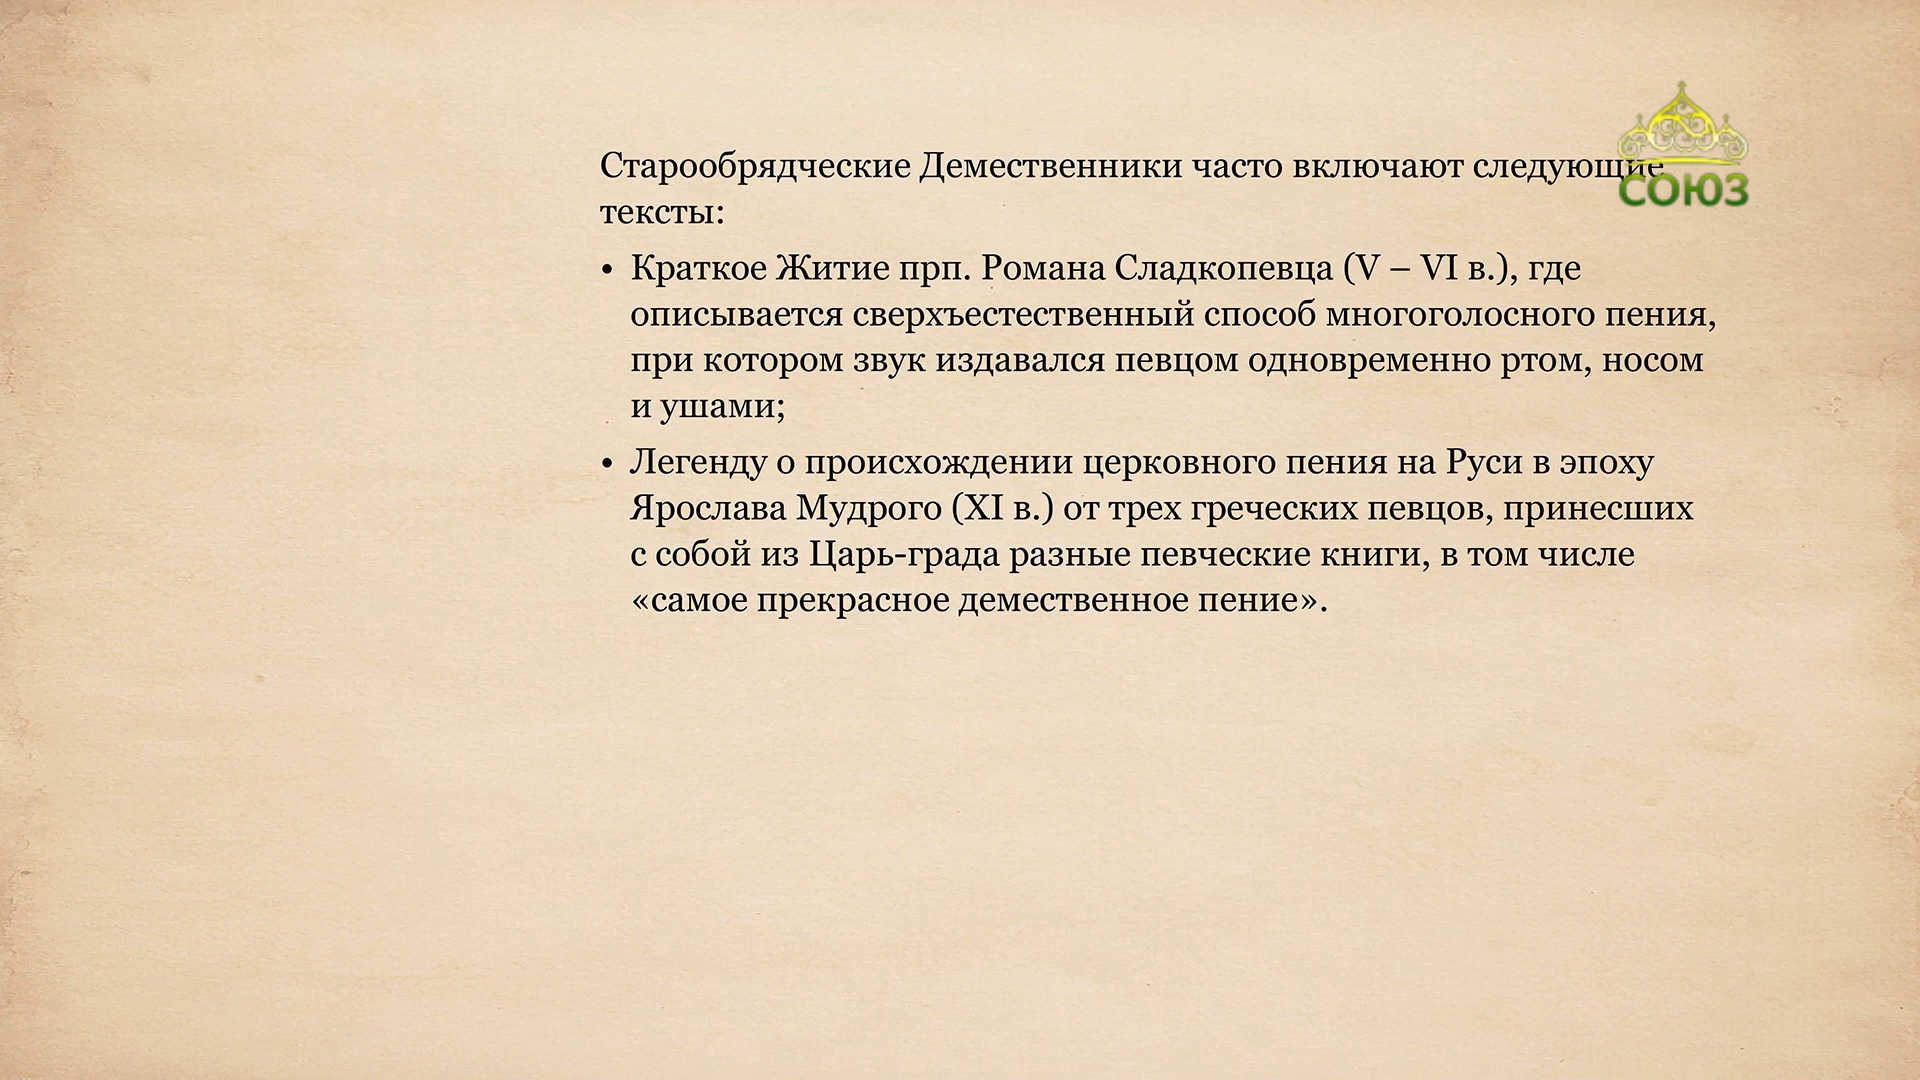 Старообрядческие Демественники часто включают следующие
тексты:
• Краткое Житие прп. Романа Сладкопевца (V – VI в.), где
описывается сверхъестественный способ многоголосного пения,
при котором звук издавался певцом одновременно ртом, носом
и ушами;
• Легенду о происхождении церковного пения на Руси в эпоху
Ярослава Мудрого (XI в.) от трех греческих певцов, принесших
с собой из Царь-града разные певческие книги, в том числе
«самое прекрасное демественное пение».
СОЮЗ